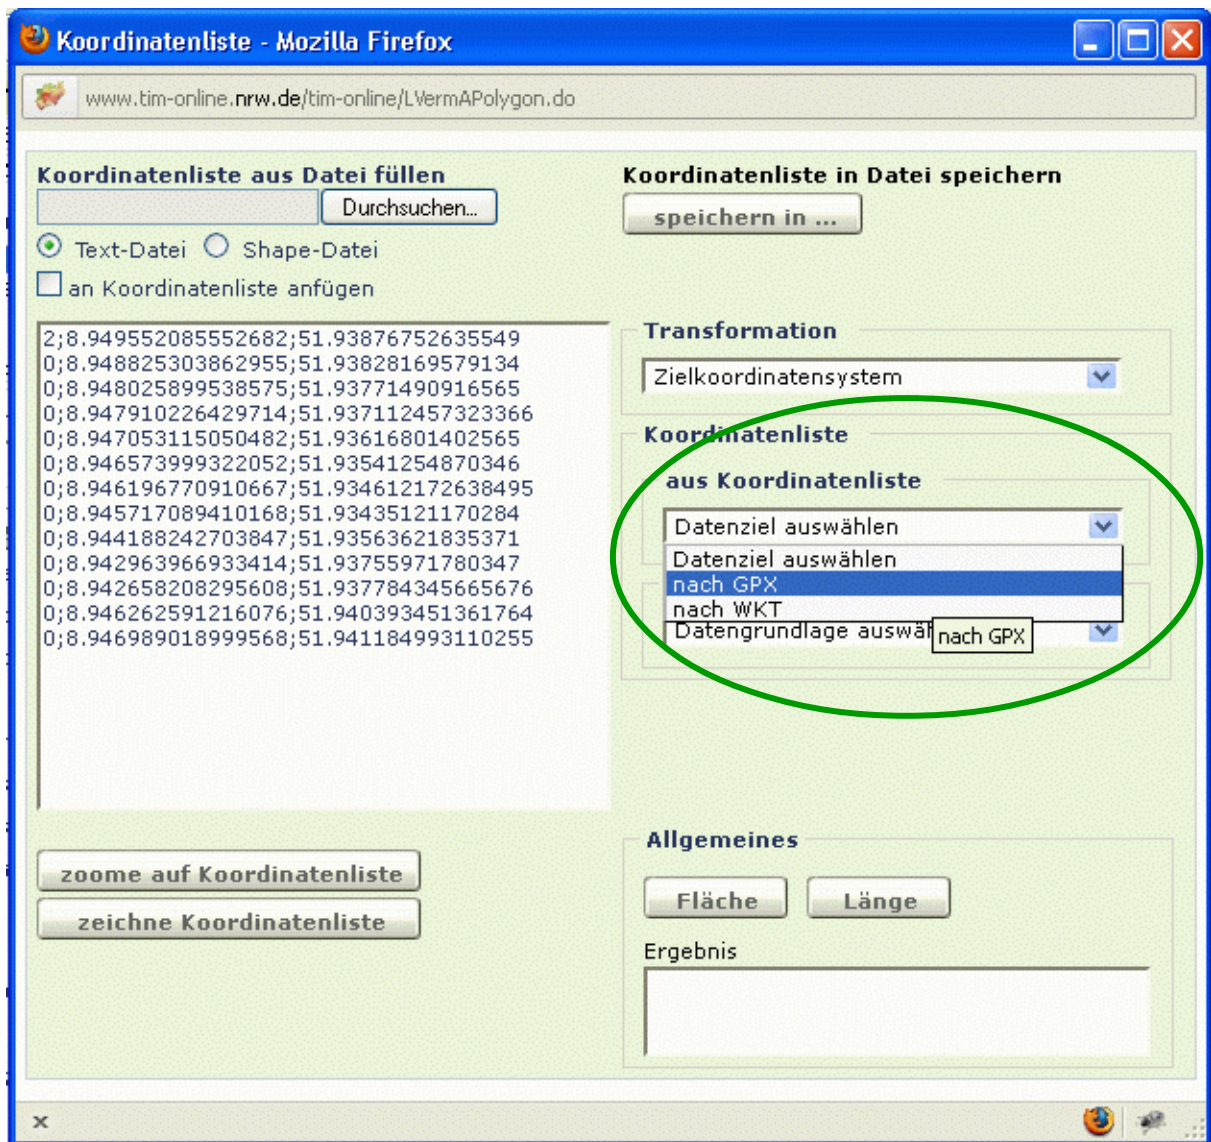 Koordinatenliste - Mozilla Firefox
www.tim-online.nrw.de/tim-online/LVermAPolygon.do
Koordinatenliste aus Datei füllen
Durchsuchen...
Text-Datei Shape-Datei
an Koordinatenliste anfügen
2;8.949552085552682;51.93876752635549
0;8.948825303862955;51.93828169579134
0;8.948025899538575;51.93771490916565
0;8.947910226429714;51.937112457323366
0;8.947053115050482;51.93616801402565
0;8.946573999322052;51.93541254870346
0;8.946196770910667;51.934612172638495
0;8.945717089410168;51.93435121170284
0;8.944188242703847;51.93563621835371
0;8.942963966933414;51.93755971780347
0;8.942658208295608;51.937784345665676
0;8.946262591216076;51.940393451361764
0;8.946989018999568;51.941184993110255
zoome auf Koordinatenliste
zeichne Koordinatenliste
Koordinatenliste in Datei speichern
speichern in ...
Transformation
Zielkoordinatensystem
Koordinatenliste
aus Koordinatenliste
Datenziel auswählen
Datenziel auswählen
nach GPX
nach WKT
Datengrundlage
nach GPX
Allgemeines
Fläche Länge
Ergebnis
x